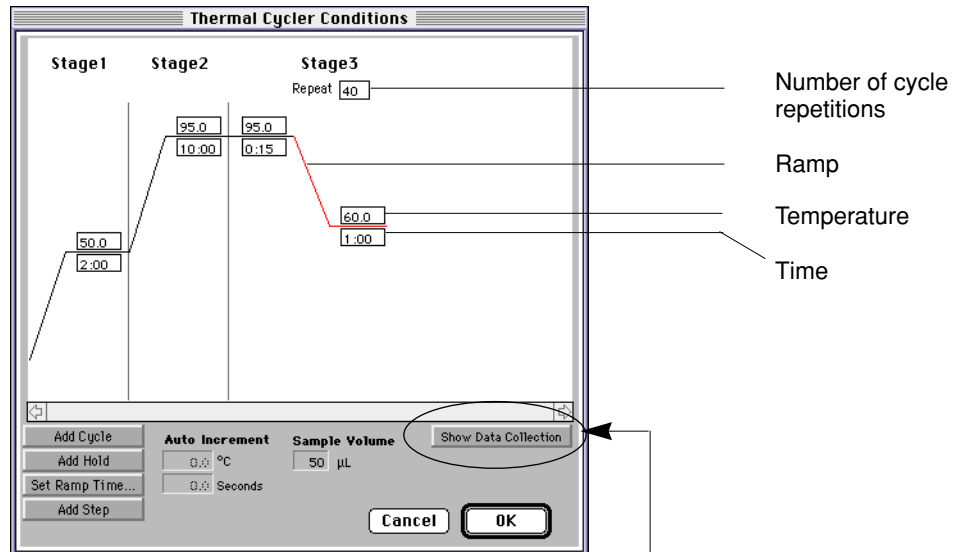 Thermal Cycler Conditions
Stage1 Stage2 Stage3
Repeat 40
Number of cycle
repetitions
95.0 95.0
10:00 0:15
Ramp
60.0
Temperature
1:00
50.0
2:00
Time
Add Cycle
Add Hold
Set Ramp Time...
Add Step
Auto Increment
0.0 °C
0.0 Seconds
Sample Volume
50 µL
Show Data Collection
Cancel OK